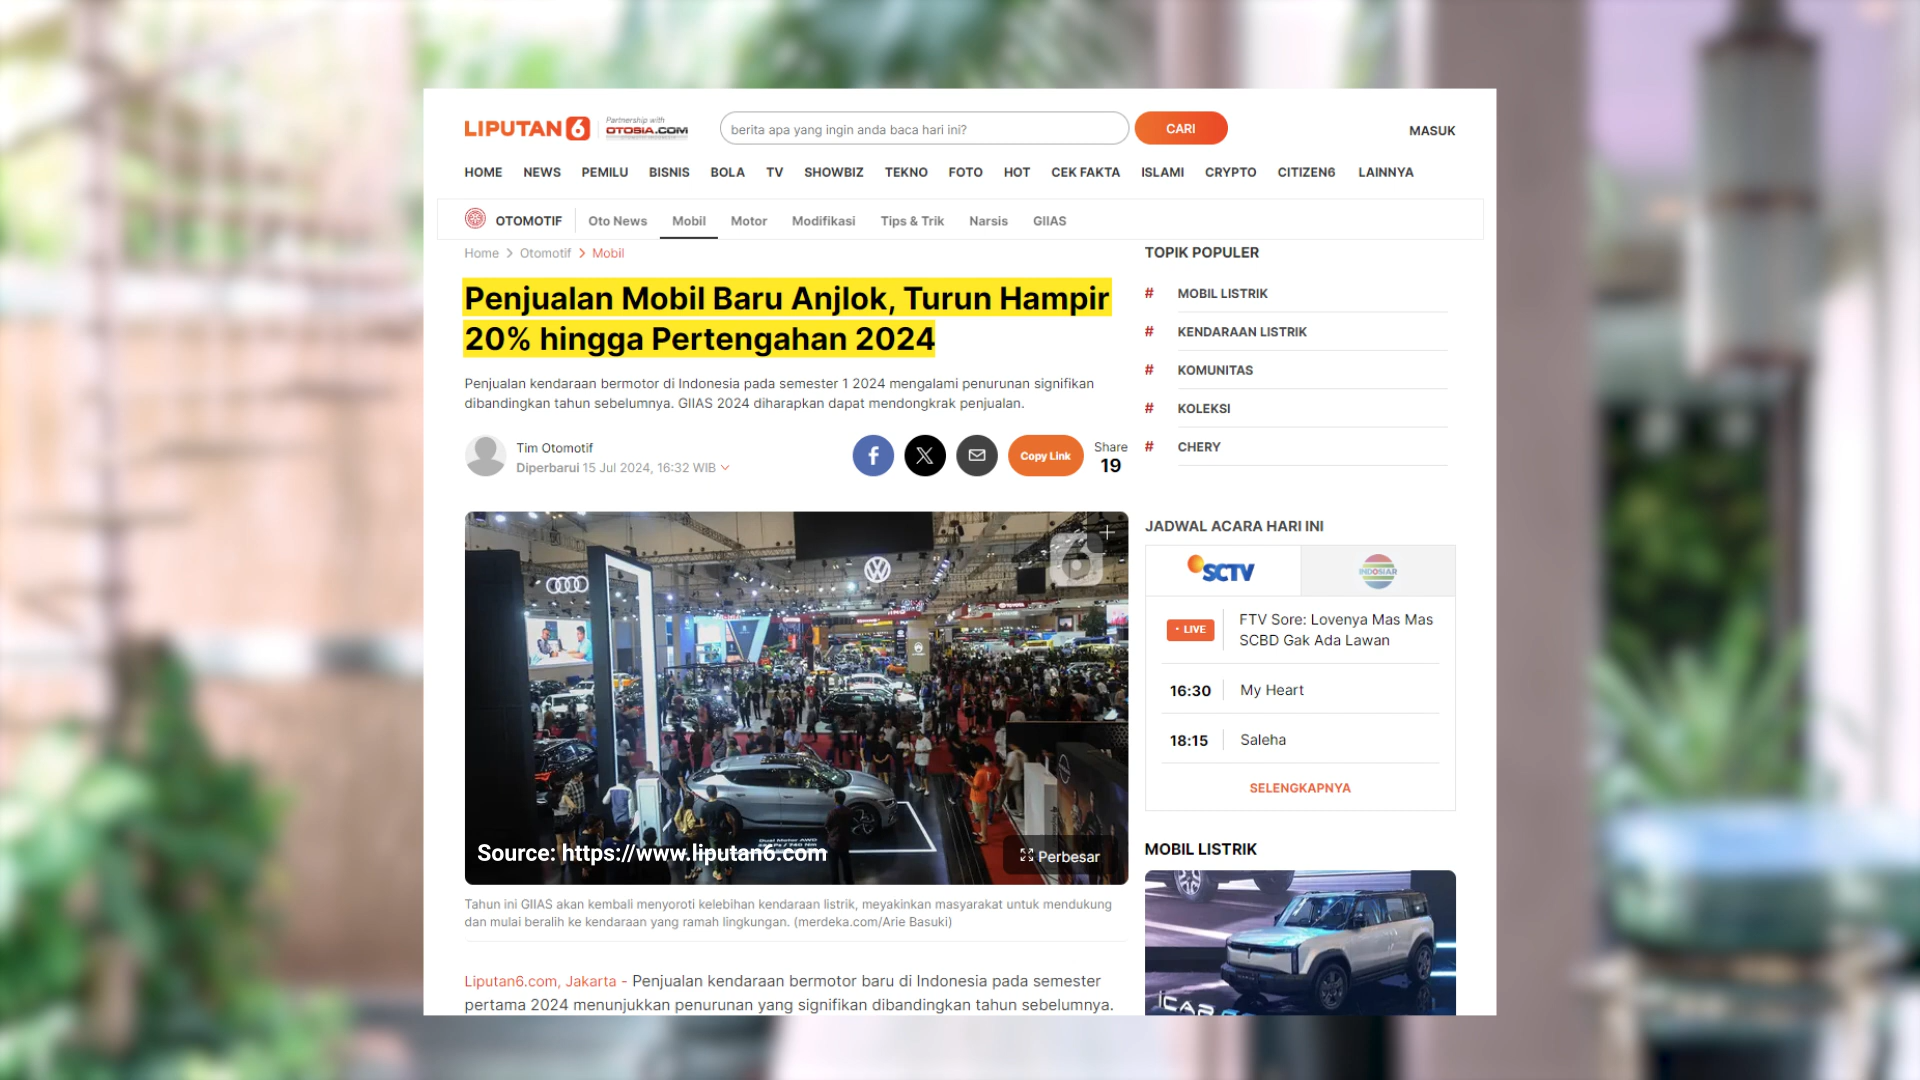 LIPUTAN 6
Partnership with
OTOSIA.COM
berita apa yang ingin anda baca hari ini?
CARI
MASUK
HOME NEWS PEMILU BISNIS BOLA TV SHOWBIZ TEKNO FOTO HOT CEK FAKTA ISLAMI CRYPTO CITIZEN6 LAINNYA
OTOMOTIF Oto News Mobil Motor Modifikasi Tips & Trik Narsis GIIAS
Home > Otomotif > Mobil
Penjualan Mobil Baru Anjlok, Turun Hampir
20% hingga Pertengahan 2024
Penjualan kendaraan bermotor di Indonesia pada semester 1 2024 mengalami penurunan signifikan
dibandingkan tahun sebelumnya. GIIAS 2024 diharapkan dapat mendongkrak penjualan.
Tim Otomotif
Diperbarui 15 Jul 2024, 16:32 WIB
Copy Link
Share
19
Source: https://www.liputan6.com
Perbesar
Tahun ini GIIAS akan kembali menyoroti kelebihan kendaraan listrik, meyakinkan masyarakat untuk mendukung
dan mulai beralih ke kendaraan yang ramah lingkungan. (merdeka.com/Arie Basuki)
Liputan6.com, Jakarta - Penjualan kendaraan bermotor baru di Indonesia pada semester
pertama 2024 menunjukkan penurunan yang signifikan dibandingkan tahun sebelumnya.
TOPIK POPULER
# MOBIL LISTRIK
# KENDARAAN LISTRIK
# KOMUNITAS
# KOLEKSI
# CHERY
JADWAL ACARA HARI INI
SCTV
INDOSIAR
LIVE
FTV Sore: Lovenya Mas Mas
SCBD Gak Ada Lawan
16:30 My Heart
18:15 Saleha
SELENGKAPNYA
MOBIL LISTRIK